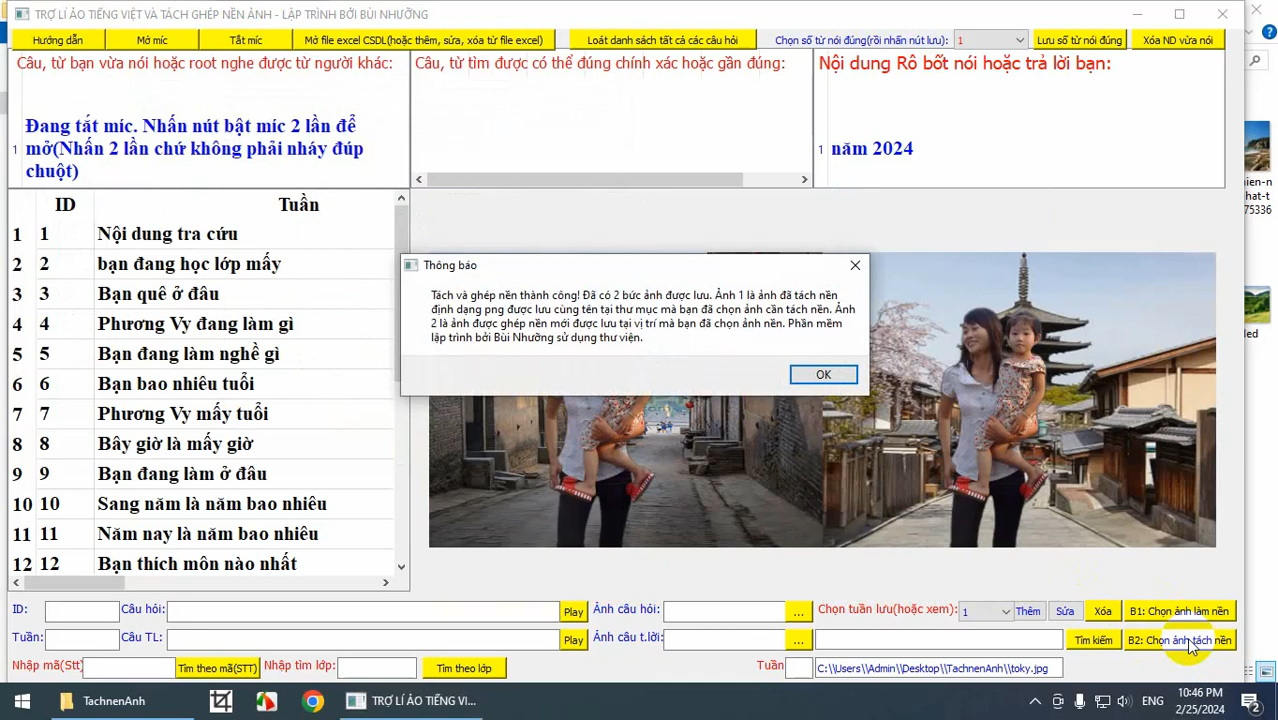 TRỢ LÍ ẢO TIẾNG VIỆT VÀ TÁCH GHÉP NỀN ẢNH - LẬP TRÌNH BỞI BÙI NHƯỠNG
Hướng dẫn
Mở míc
Tắt míc
Mở file excel CSDL(hoặc thêm, sửa, xóa từ file excel)
Loát danh sách tất cả các câu hỏi
Chọn số từ nói đúng(rồi nhấn nút lưu):
1
Lưu số từ nói đúng
Xóa ND vừa nói
Câu, từ bạn vừa nói hoặc root nghe được từ người khác:
Câu, từ tìm được có thể đúng chính xác hoặc gần đúng:
Nội dung Rô bốt nói hoặc trả lời bạn:
Đang tắt míc. Nhấn nút bật míc 2 lần để
1 mở(Nhấn 2 lần chứ không phải nháy đúp
chuột)
1 năm 2024
ID Tuần
1 1 Nội dung tra cứu
2 2 bạn đang học lớp mấy
3 3 Bạn quê ở đâu
4 4 Phương Vy đang làm gì
5 5 Bạn đang làm nghề gì
6 6 Bạn bao nhiêu tuổi
7 7 Phương Vy mấy tuổi
8 8 Bây giờ là mấy giờ
9 9 Bạn đang làm ở đâu
10 10 Sang năm là năm bao nhiêu
11 11 Năm nay là năm bao nhiêu
12 12 Bạn thích môn nào nhất
Thông báo
Tách và ghép nền thành công! Đã có 2 bức ảnh được lưu. Ảnh 1 là ảnh đã tách nền
định dạng png được lưu cùng tên tại thư mục mà bạn đã chọn ảnh cần tách nền. Ảnh
2 là ảnh được ghép nền mới được lưu tại vị trí mà bạn đã chọn ảnh nền. Phần mềm
lập trình bởi Bùi Nhưỡng sử dụng thư viện.
OK
75336
ID:
Câu hỏi:
Play
Ảnh câu hỏi:
...
Chọn tuần lưu(hoặc xem):
1
Thêm
Sửa
Xóa
B1: Chọn ảnh làm nền
Tuần:
Câu TL:
Play
Ảnh câu t.lời:
...
Tìm kiếm
B2: Chọn ảnh tách nền
Nhập mã(Stt)
Tìm theo mã(STT)
Nhập tìm lớp:
Tìm theo lớp
Tuần
C:\\Users\\Admin\\Desktop\\TachnenAnh\\toky.jpg
TachnenAnh
TRỢ LÍ ẢO TIẾNG VI...
ENG
10:46 PM
2/25/2024
2